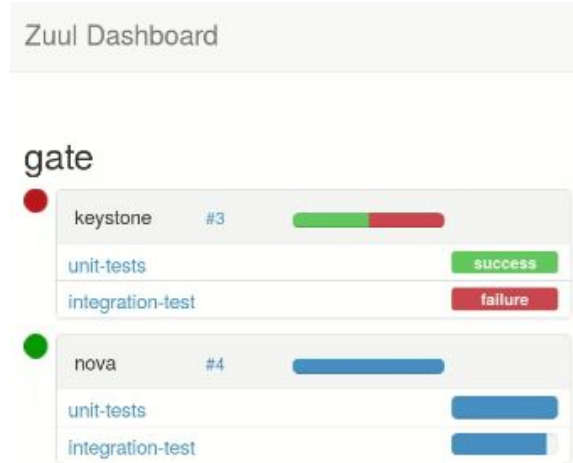 Zuul Dashboard
gate
keystone #3
unit-tests success
integration-test failure
nova #4
unit-tests
integration-test